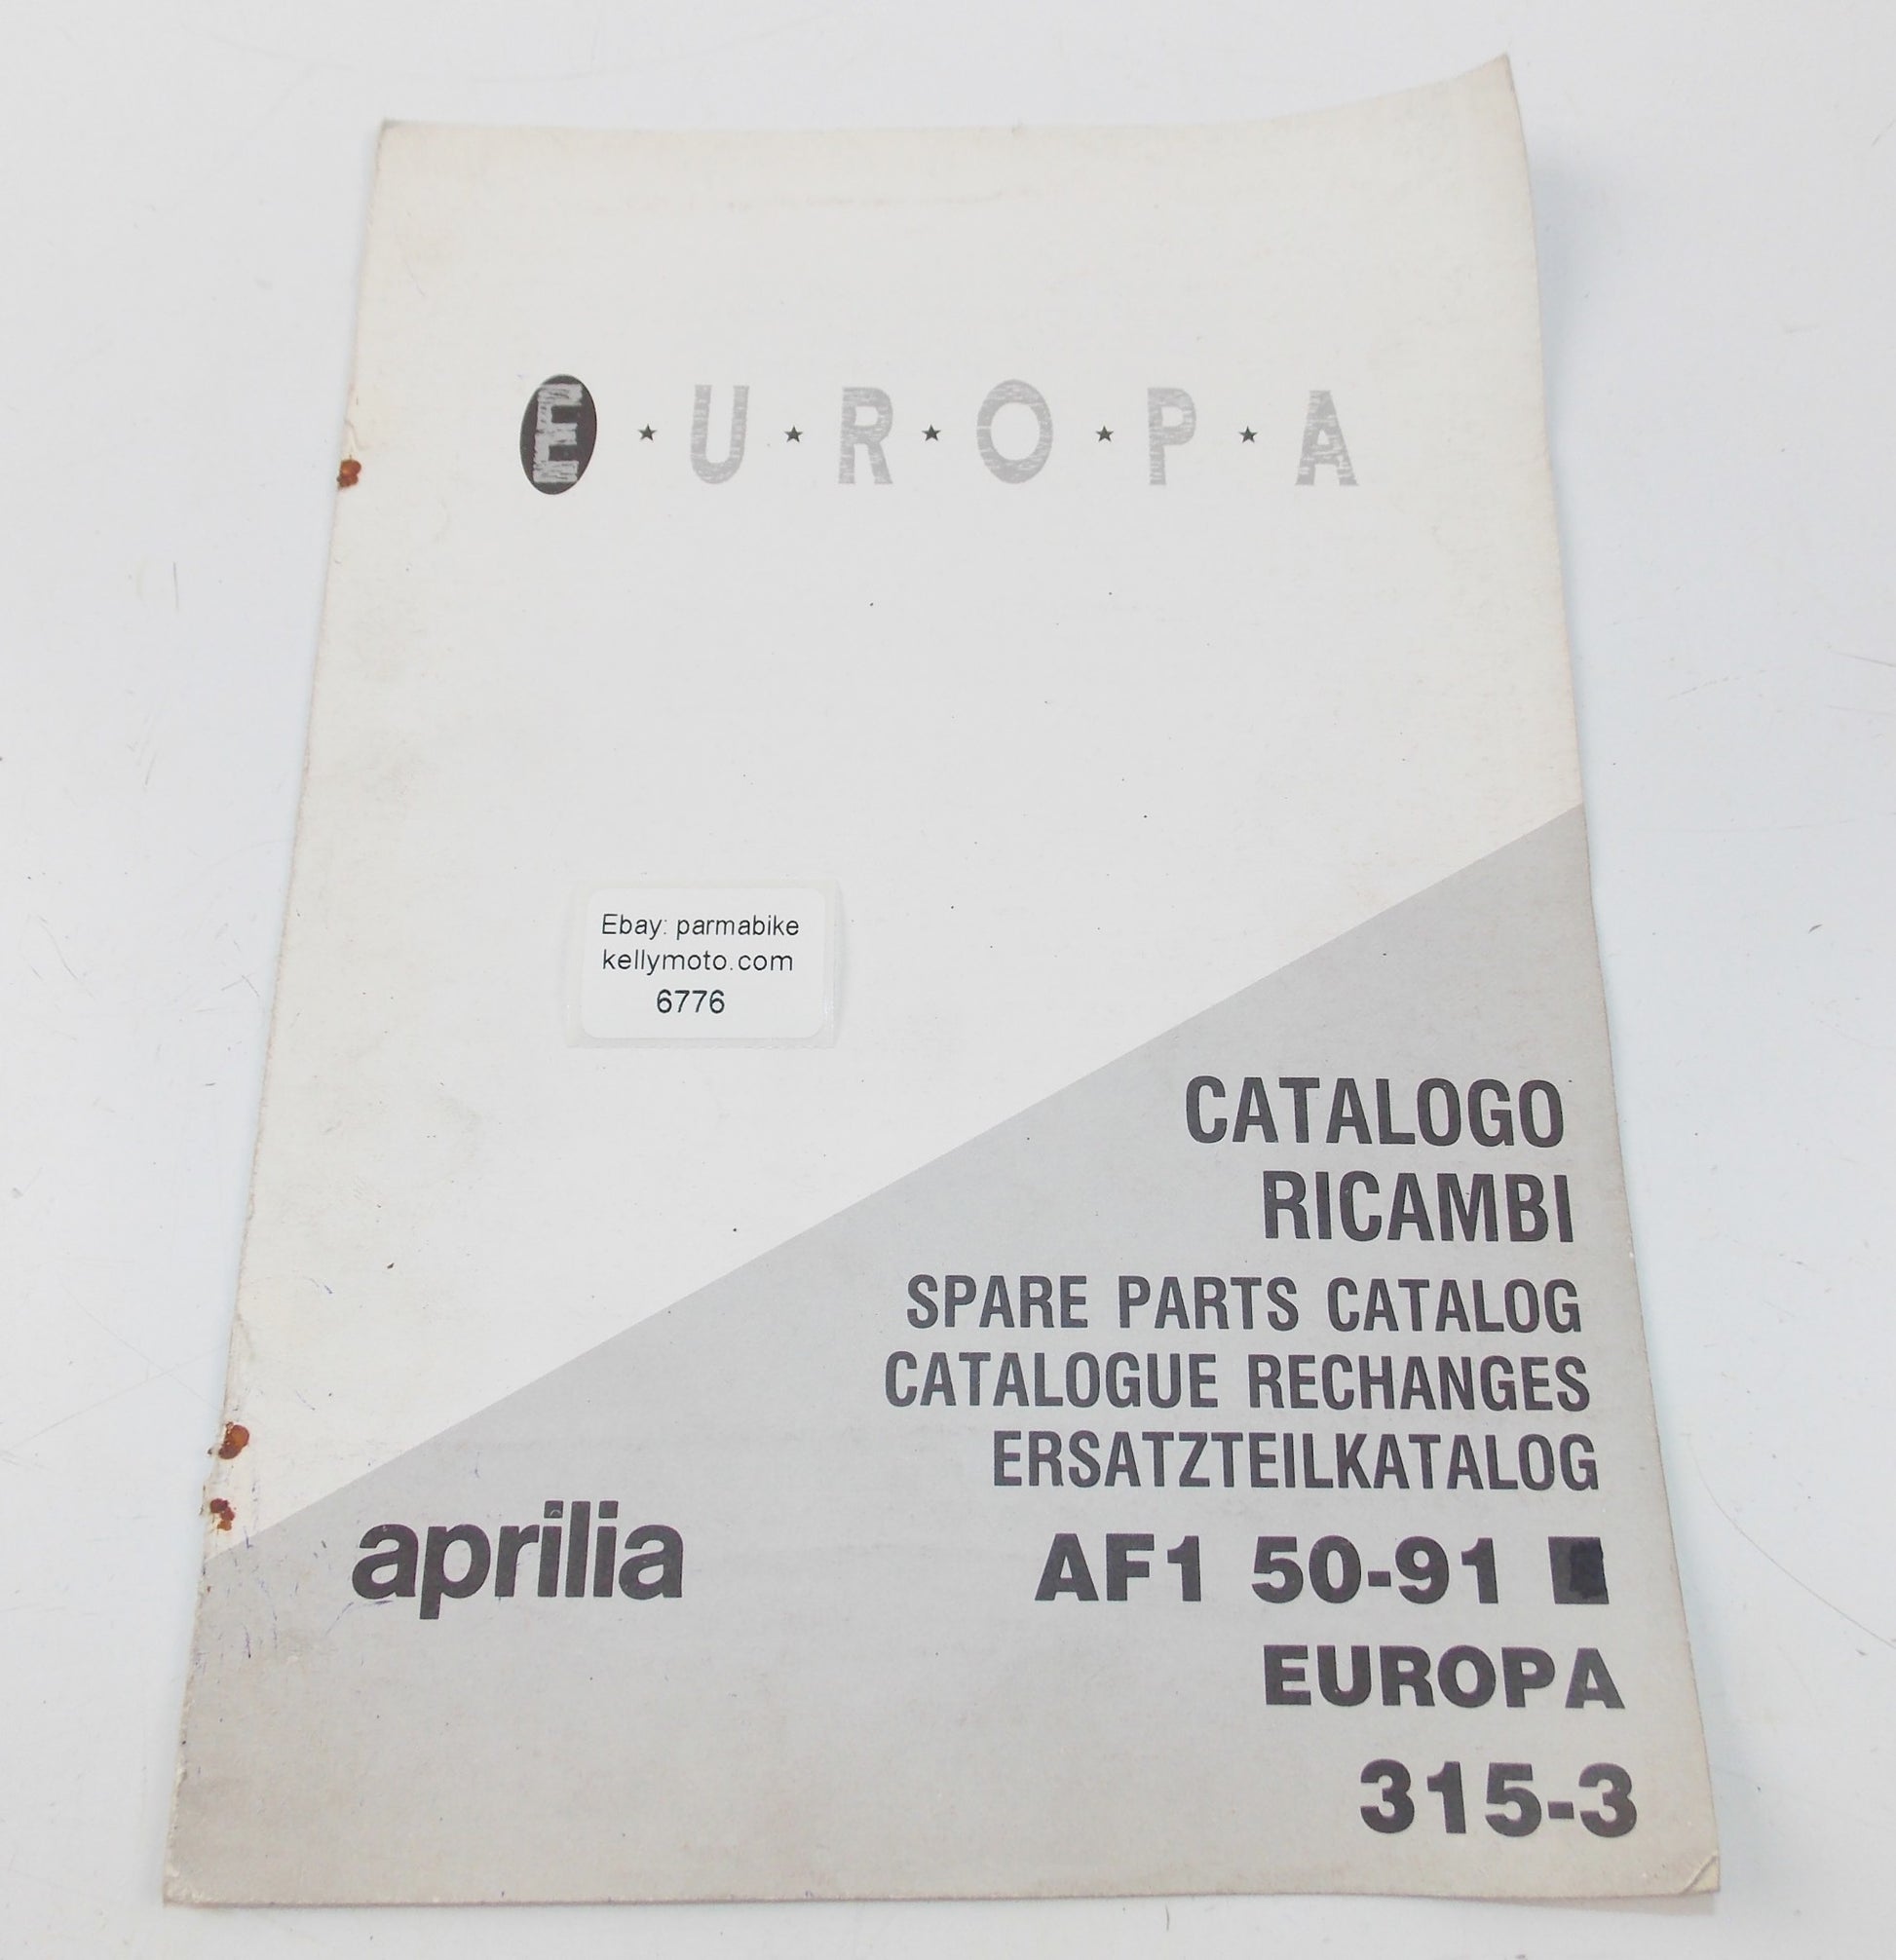 E★U★R★O★P★A
Ebay: parmabike
kellymoto.com
6776
CATALOGO
RICAMBI
SPARE PARTS CATALOG
CATALOGUE RECHANGES
ERSATZTEILKATALOG
aprilia AF1 50-91
EUROPA
315-3